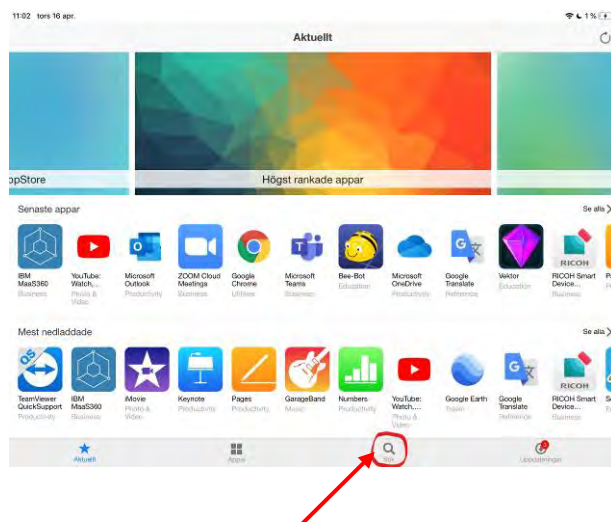 11:02 tors 16 apr.
1 %
Aktuellt
ppStore
Högst rankade appar
Senaste appar
Se alla
IBM MaaS360
Business
YouTube: Watch,...
Photo & Video
Microsoft Outlook
Productivity
ZOOM Cloud Meetings
Business
Google Chrome
Utilities
Microsoft Teams
Business
Bee-Bot
Education
Microsoft OneDrive
Productivity
Google Translate
Reference
Vektor
Education
RICOH
RICOH Smart Device...
Business
Mest nedladdade
Se alla
QS
TeamViewer QuickSupport
Productivity
IBM MaaS360
Business
iMovie
Photo & Video
Keynote
Productivity
Pages
Productivity
GarageBand
Music
Numbers
Productivity
YouTube: Watch,...
Photo & Video
Google Earth
Travel
Google Translate
Reference
RICOH
RICOH Smart Device...
Business
Aktuellt
Appar
Sök
Uppdateringar